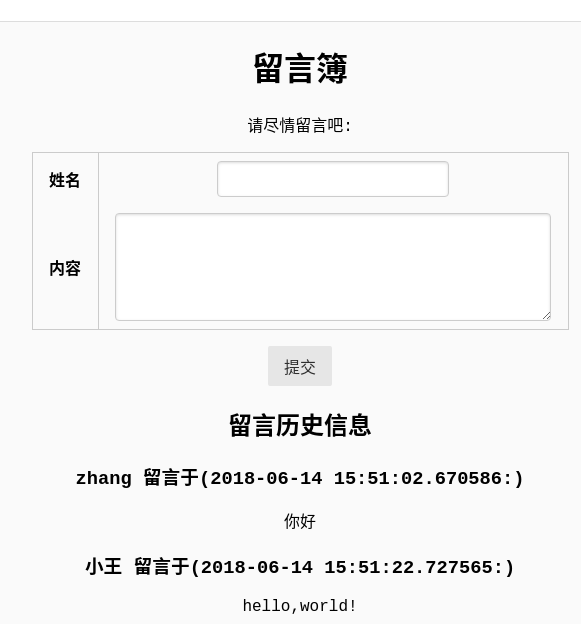 留言簿
请尽情留言吧:
姓名
内容
提交
留言历史信息
zhang 留言于(2018-06-14 15:51:02.670586:)
你好
小王 留言于(2018-06-14 15:51:22.727565:)
hello,world!